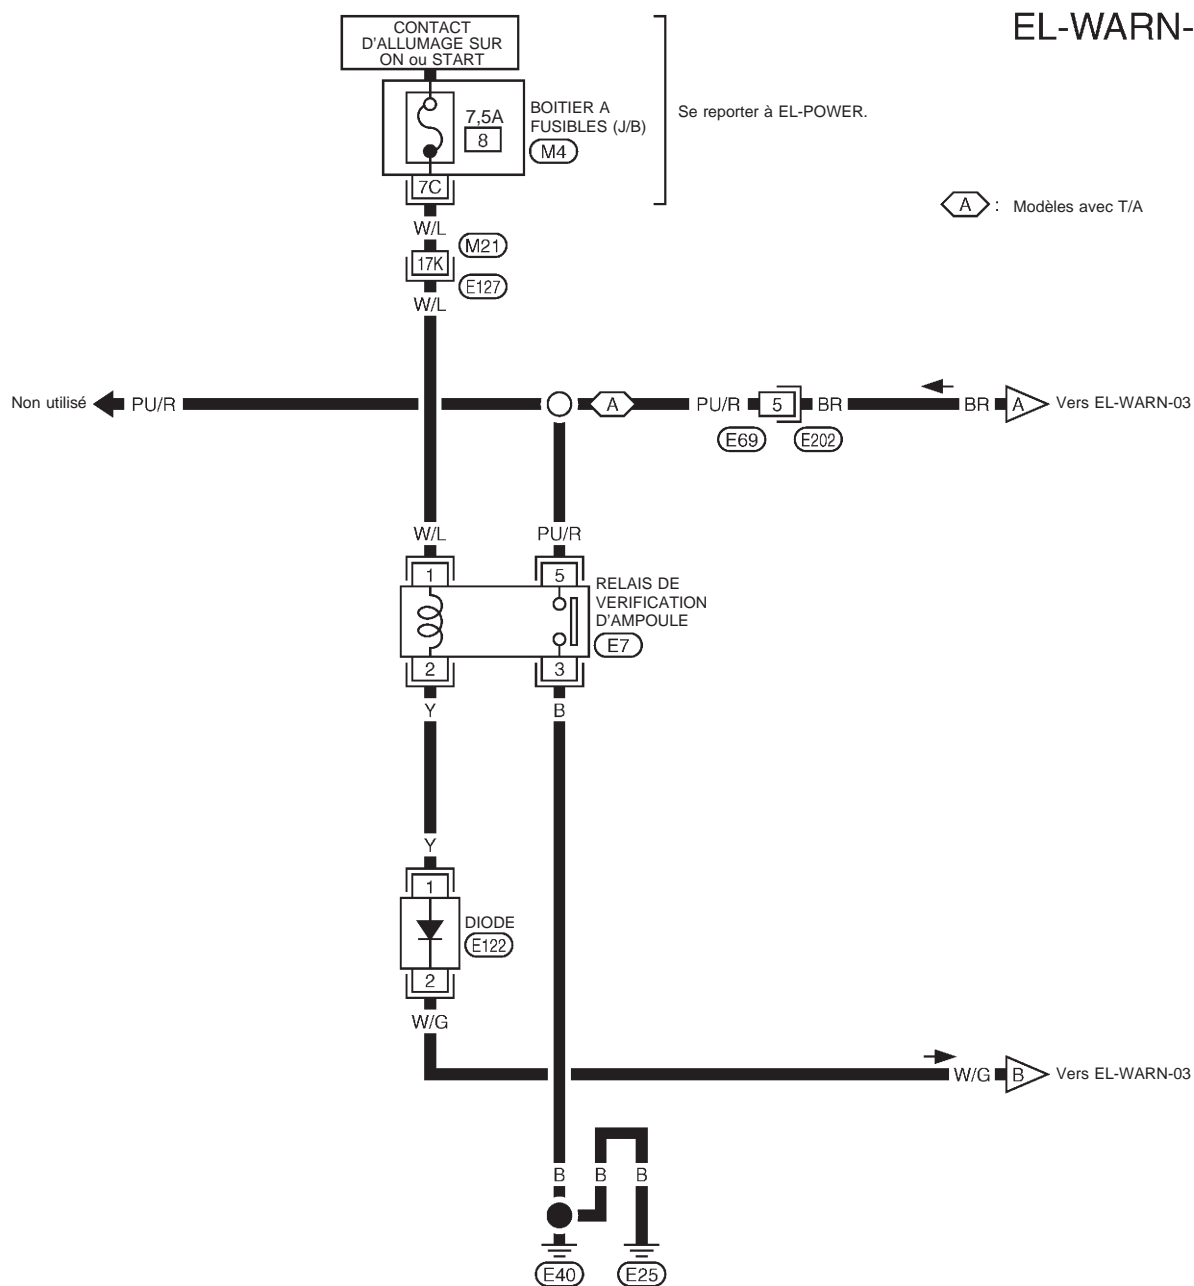 EL-WARN-
CONTACT
D'ALLUMAGE SUR
ON ou START
7,5A
8
BOITIER A
FUSIBLES (J/B)
M4
Se reporter à EL-POWER.
7C
A : Modèles avec T/A
W/L
M21
17K
E127
W/L
Non utilisé
PU/R
A
PU/R
5
BR
BR
A
Vers EL-WARN-03
E69
E202
W/L
PU/R
1
5
RELAIS DE
VERIFICATION
D'AMPOULE
E7
2
3
Y
B
Y
1
DIODE
E122
2
W/G
W/G
B
Vers EL-WARN-03
B
B
B
E40
E25